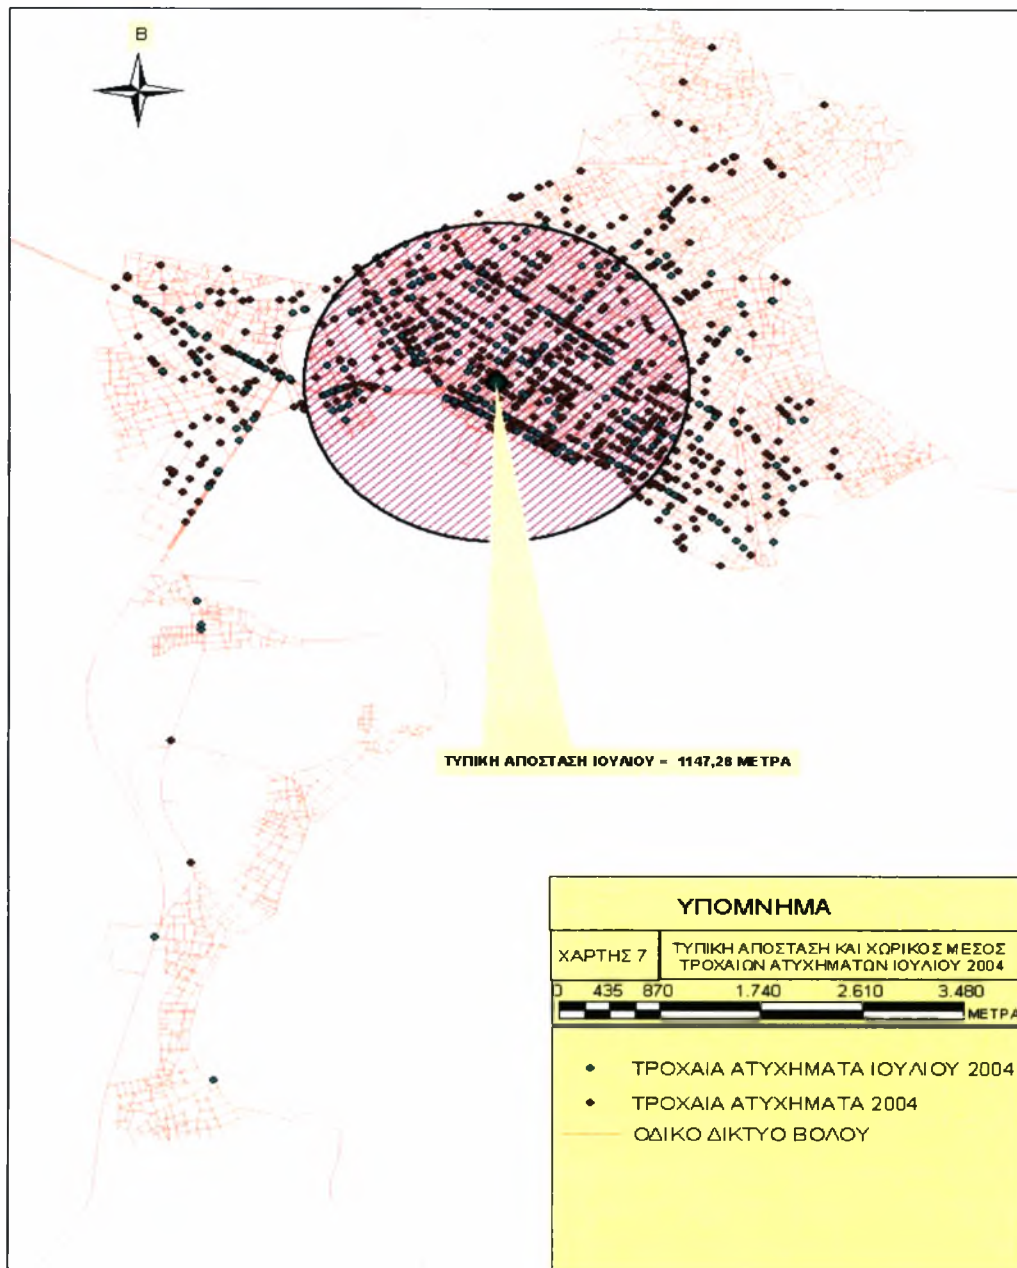 Β
ΤΥΠΙΚΗ ΑΠΟΣΤΑΣΗ ΙΟΥΛΙΟΥ = 1147,28 ΜΕΤΡΑ
ΥΠΟΜΝΗΜΑ
ΧΑΡΤΗΣ 7
ΤΥΠΙΚΗ ΑΠΟΣΤΑΣΗ ΚΑΙ ΧΩΡΙΚΟΣ ΜΕΣΟΣ
ΤΡΟΧΑΙΩΝ ΑΤΥΧΗΜΑΤΩΝ ΙΟΥΛΙΟΥ 2004
0 435 870 1.740 2.610 3.480
ΜΕΤΡΑ
ΤΡΟΧΑΙΑ ΑΤΥΧΗΜΑΤΑ ΙΟΥΛΙΟΥ 2004
ΤΡΟΧΑΙΑ ΑΤΥΧΗΜΑΤΑ 2004
ΟΔΙΚΟ ΔΙΚΤΥΟ ΒΟΛΟΥ